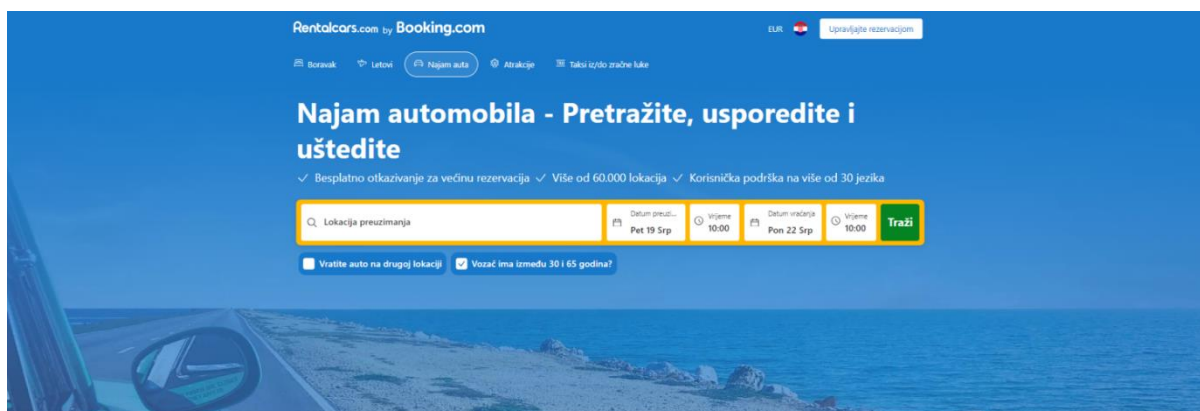 Rentalcars.com by Booking.com
EUR
Upravljajte rezervacijom
Boravak
Letovi
Najam auta
Atrakcije
Taksi iz/do zračne luke
Najam automobila - Pretražite, usporedite i
uštedite
Besplatno otkazivanje za većinu rezervacija
Više od 60.000 lokacija
Korisnička podrška na više od 30 jezika
Lokacija preuzimanja
Datum preuzi...
Pet 19 Srp
Vrijeme
10:00
Datum vraćanja
Pon 22 Srp
Vrijeme
10:00
Traži
Vratite auto na drugoj lokaciji
Vozač ima između 30 i 65 godina?